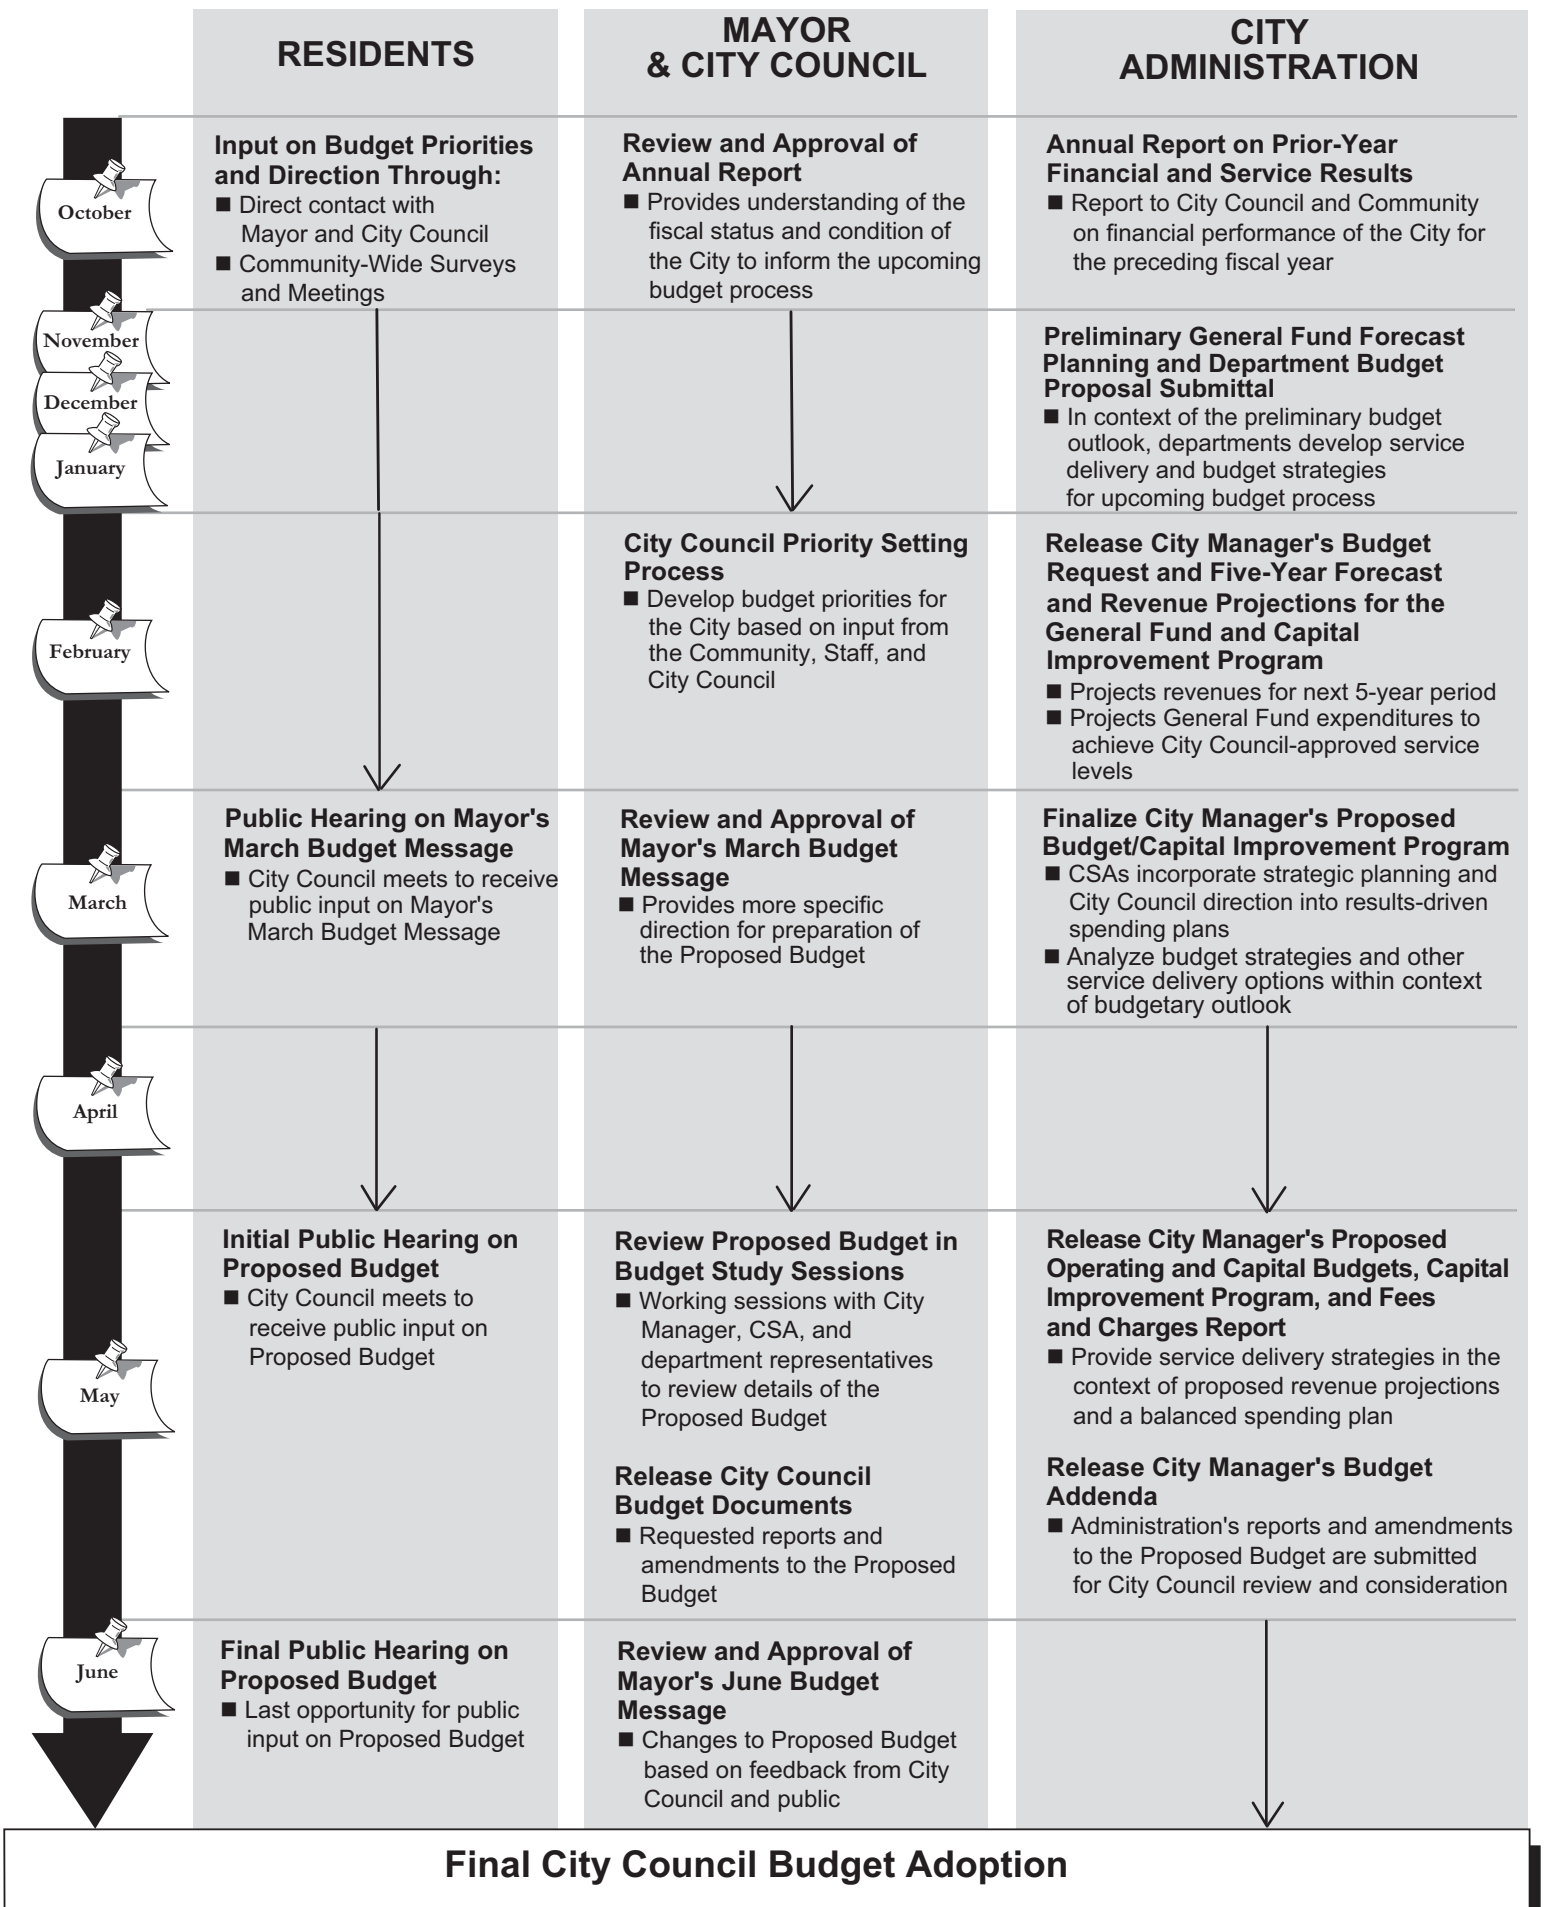 RESIDENTS
MAYOR
& CITY COUNCIL
CITY
ADMINISTRATION
October
Input on Budget Priorities
and Direction Through:
■ Direct contact with
Mayor and City Council
■ Community-Wide Surveys
and Meetings
Review and Approval of
Annual Report
■ Provides understanding of the
fiscal status and condition of
the City to inform the upcoming
budget process
Annual Report on Prior-Year
Financial and Service Results
■ Report to City Council and Community
on financial performance of the City for
the preceding fiscal year
November
December
January
Preliminary General Fund Forecast
Planning and Department Budget
Proposal Submittal
■ In context of the preliminary budget
outlook, departments develop service
delivery and budget strategies
for upcoming budget process
February
City Council Priority Setting
Process
■ Develop budget priorities for
the City based on input from
the Community, Staff, and
City Council
Release City Manager's Budget
Request and Five-Year Forecast
and Revenue Projections for the
General Fund and Capital
Improvement Program
■ Projects revenues for next 5-year period
■ Projects General Fund expenditures to
achieve City Council-approved service
levels
March
Public Hearing on Mayor's
March Budget Message
■ City Council meets to receive
public input on Mayor's
March Budget Message
Review and Approval of
Mayor's March Budget
Message
■ Provides more specific
direction for preparation of
the Proposed Budget
Finalize City Manager's Proposed
Budget/Capital Improvement Program
■ CSAs incorporate strategic planning and
City Council direction into results-driven
spending plans
■ Analyze budget strategies and other
service delivery options within context
of budgetary outlook
April
May
Initial Public Hearing on
Proposed Budget
■ City Council meets to
receive public input on
Proposed Budget
Review Proposed Budget in
Budget Study Sessions
■ Working sessions with City
Manager, CSA, and
department representatives
to review details of the
Proposed Budget
Release City Council
Budget Documents
■ Requested reports and
amendments to the Proposed
Budget
Release City Manager's Proposed
Operating and Capital Budgets, Capital
Improvement Program, and Fees
and Charges Report
■ Provide service delivery strategies in the
context of proposed revenue projections
and a balanced spending plan
Release City Manager's Budget
Addenda
■ Administration's reports and amendments
to the Proposed Budget are submitted
for City Council review and consideration
June
Final Public Hearing on
Proposed Budget
■ Last opportunity for public
input on Proposed Budget
Review and Approval of
Mayor's June Budget
Message
■ Changes to Proposed Budget
based on feedback from City
Council and public
Final City Council Budget Adoption